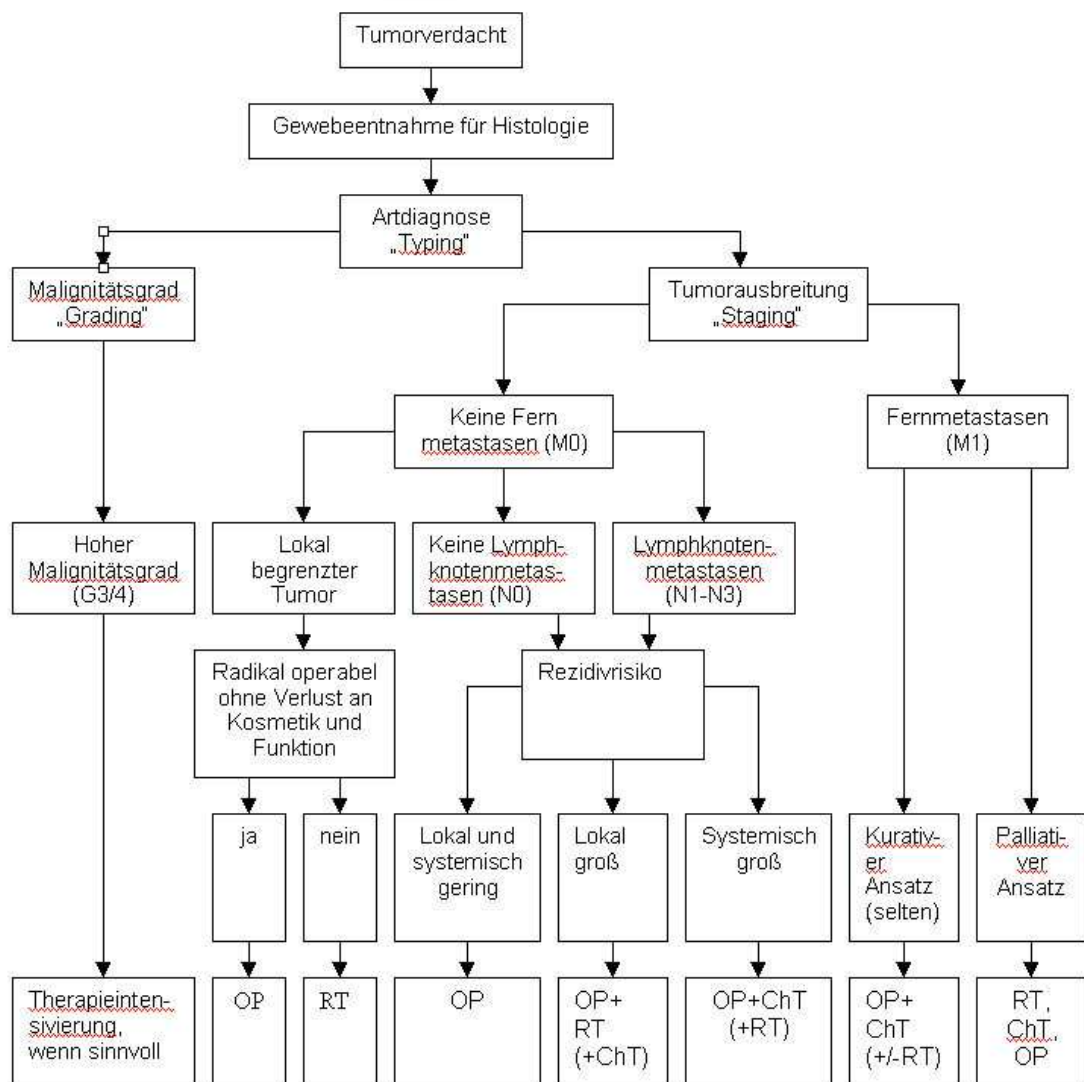 Tumorverdacht
Gewebeentnahme für Histologie
Artdiagnose
„Typing"
Malignitätsgrad
„Grading"
Tumorausbreitung
„Staging"
Keine Fern
metastasen (M0)
Fernmetastasen
(M1)
Hoher
Malignitätsgrad
(G3/4)
Lokal
begrenzter
Tumor
Keine Lymph-
knotenmetas-
tasen (N0)
Lymphknoten-
metastasen
(N1-N3)
Radikal operabel
ohne Verlust an
Kosmetik und
Funktion
Rezidivrisiko
ja
nein
Lokal und
systemisch
gering
Lokal
groß
Systemisch
groß
Kurativ-
er
Ansatz
(selten)
Palliati-
ver
Ansatz
Therapieinten-
sivierung,
wenn sinnvoll
OP
RT
OP
OP+
RT
(+ChT)
OP+ChT
(+RT)
OP+
ChT
(+/-RT)
RT,
ChT,
OP